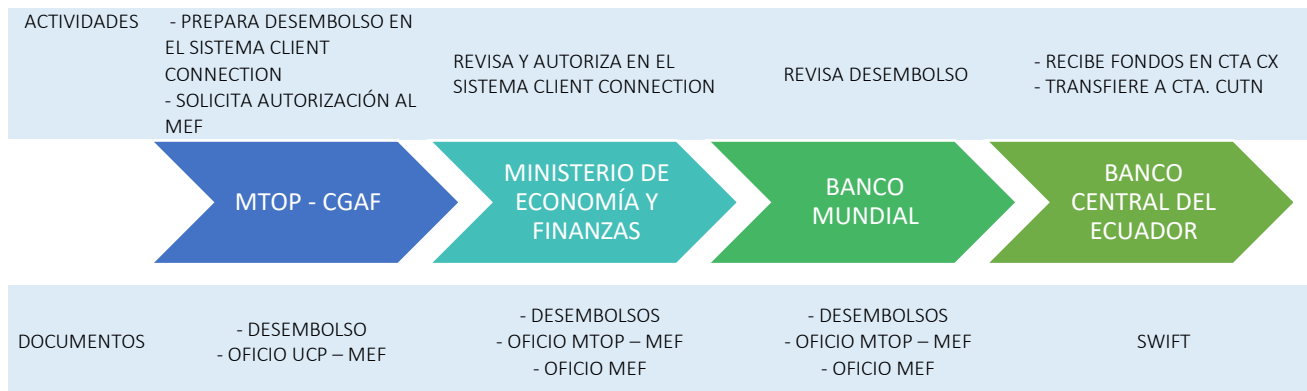 ACTIVIDADES
- PREPARA DESEMBOLSO EN
EL SISTEMA CLIENT
CONNECTION
- SOLICITA AUTORIZACIÓN AL
MEF
REVISA Y AUTORIZA EN EL
SISTEMA CLIENT CONNECTION
REVISA DESEMBOLSO
- RECIBE FONDOS EN CTA CX
- TRANSFIERE A CTA. CUTN
MTOP - CGAF
MINISTERIO DE
ECONOMÍA Y
FINANZAS
BANCO
MUNDIAL
BANCO
CENTRAL DEL
ECUADOR
DOCUMENTOS
- DESEMBOLSO
- OFICIO UCP – MEF
- DESEMBOLSOS
- OFICIO MTOP – MEF
- OFICIO MEF
- DESEMBOLSOS
- OFICIO MTOP – MEF
- OFICIO MEF
SWIFT